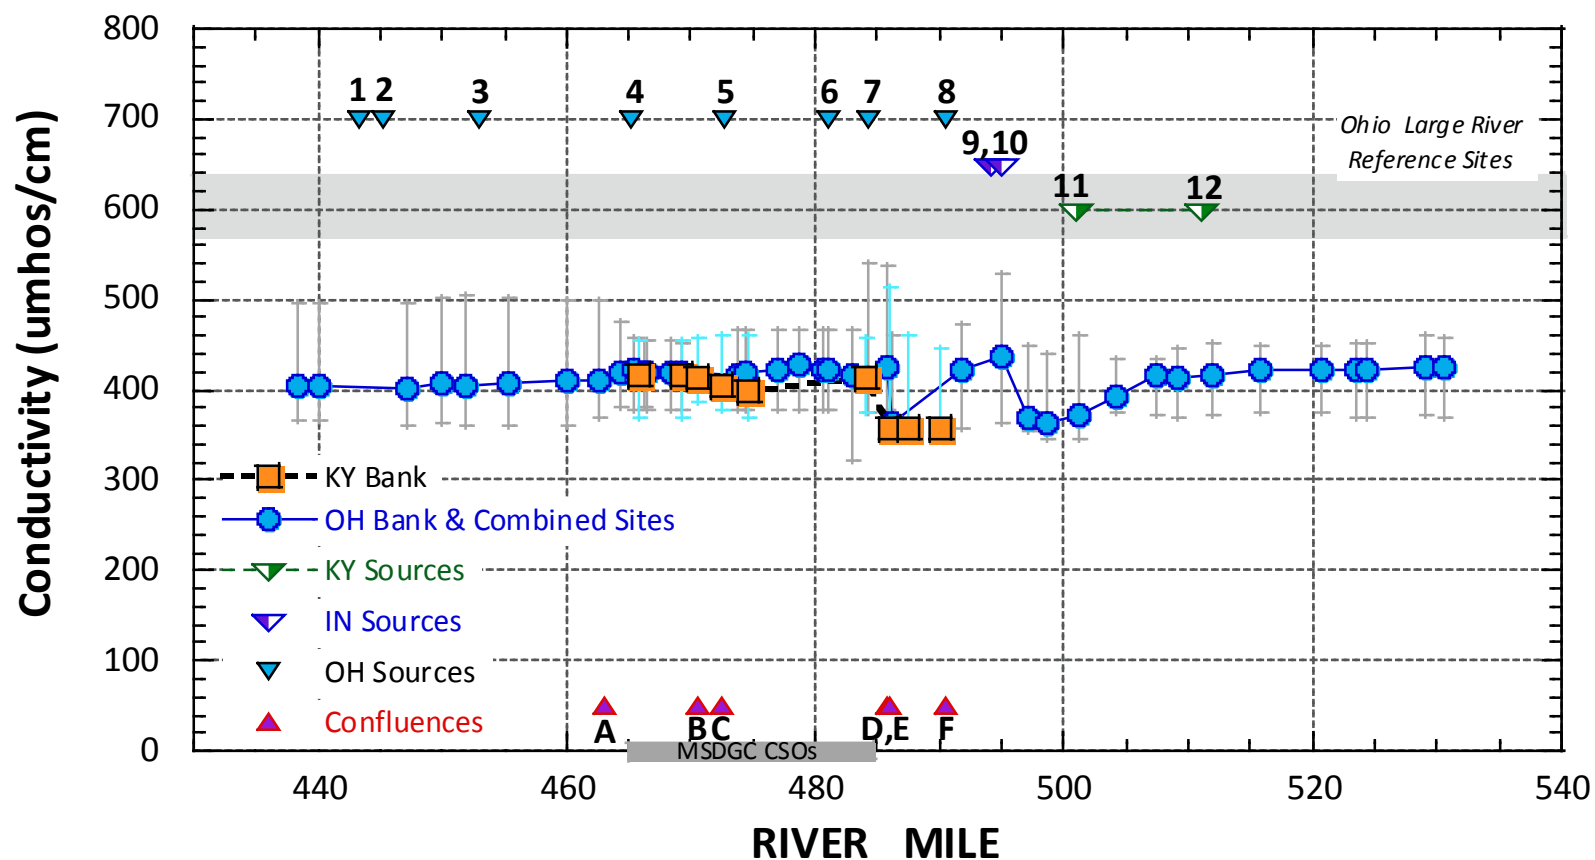 800
700
600
500
400
300
200
100
0
Conductivity (umhos/cm)
1 2 3 4 5 6 7 8
9,10
11 12
Ohio Large River
Reference Sites
KY Bank
OH Bank & Combined Sites
KY Sources
IN Sources
OH Sources
Confluences
A B C D,E F
MSDGC CSOs
440 460 480 500 520 540
RIVER MILE